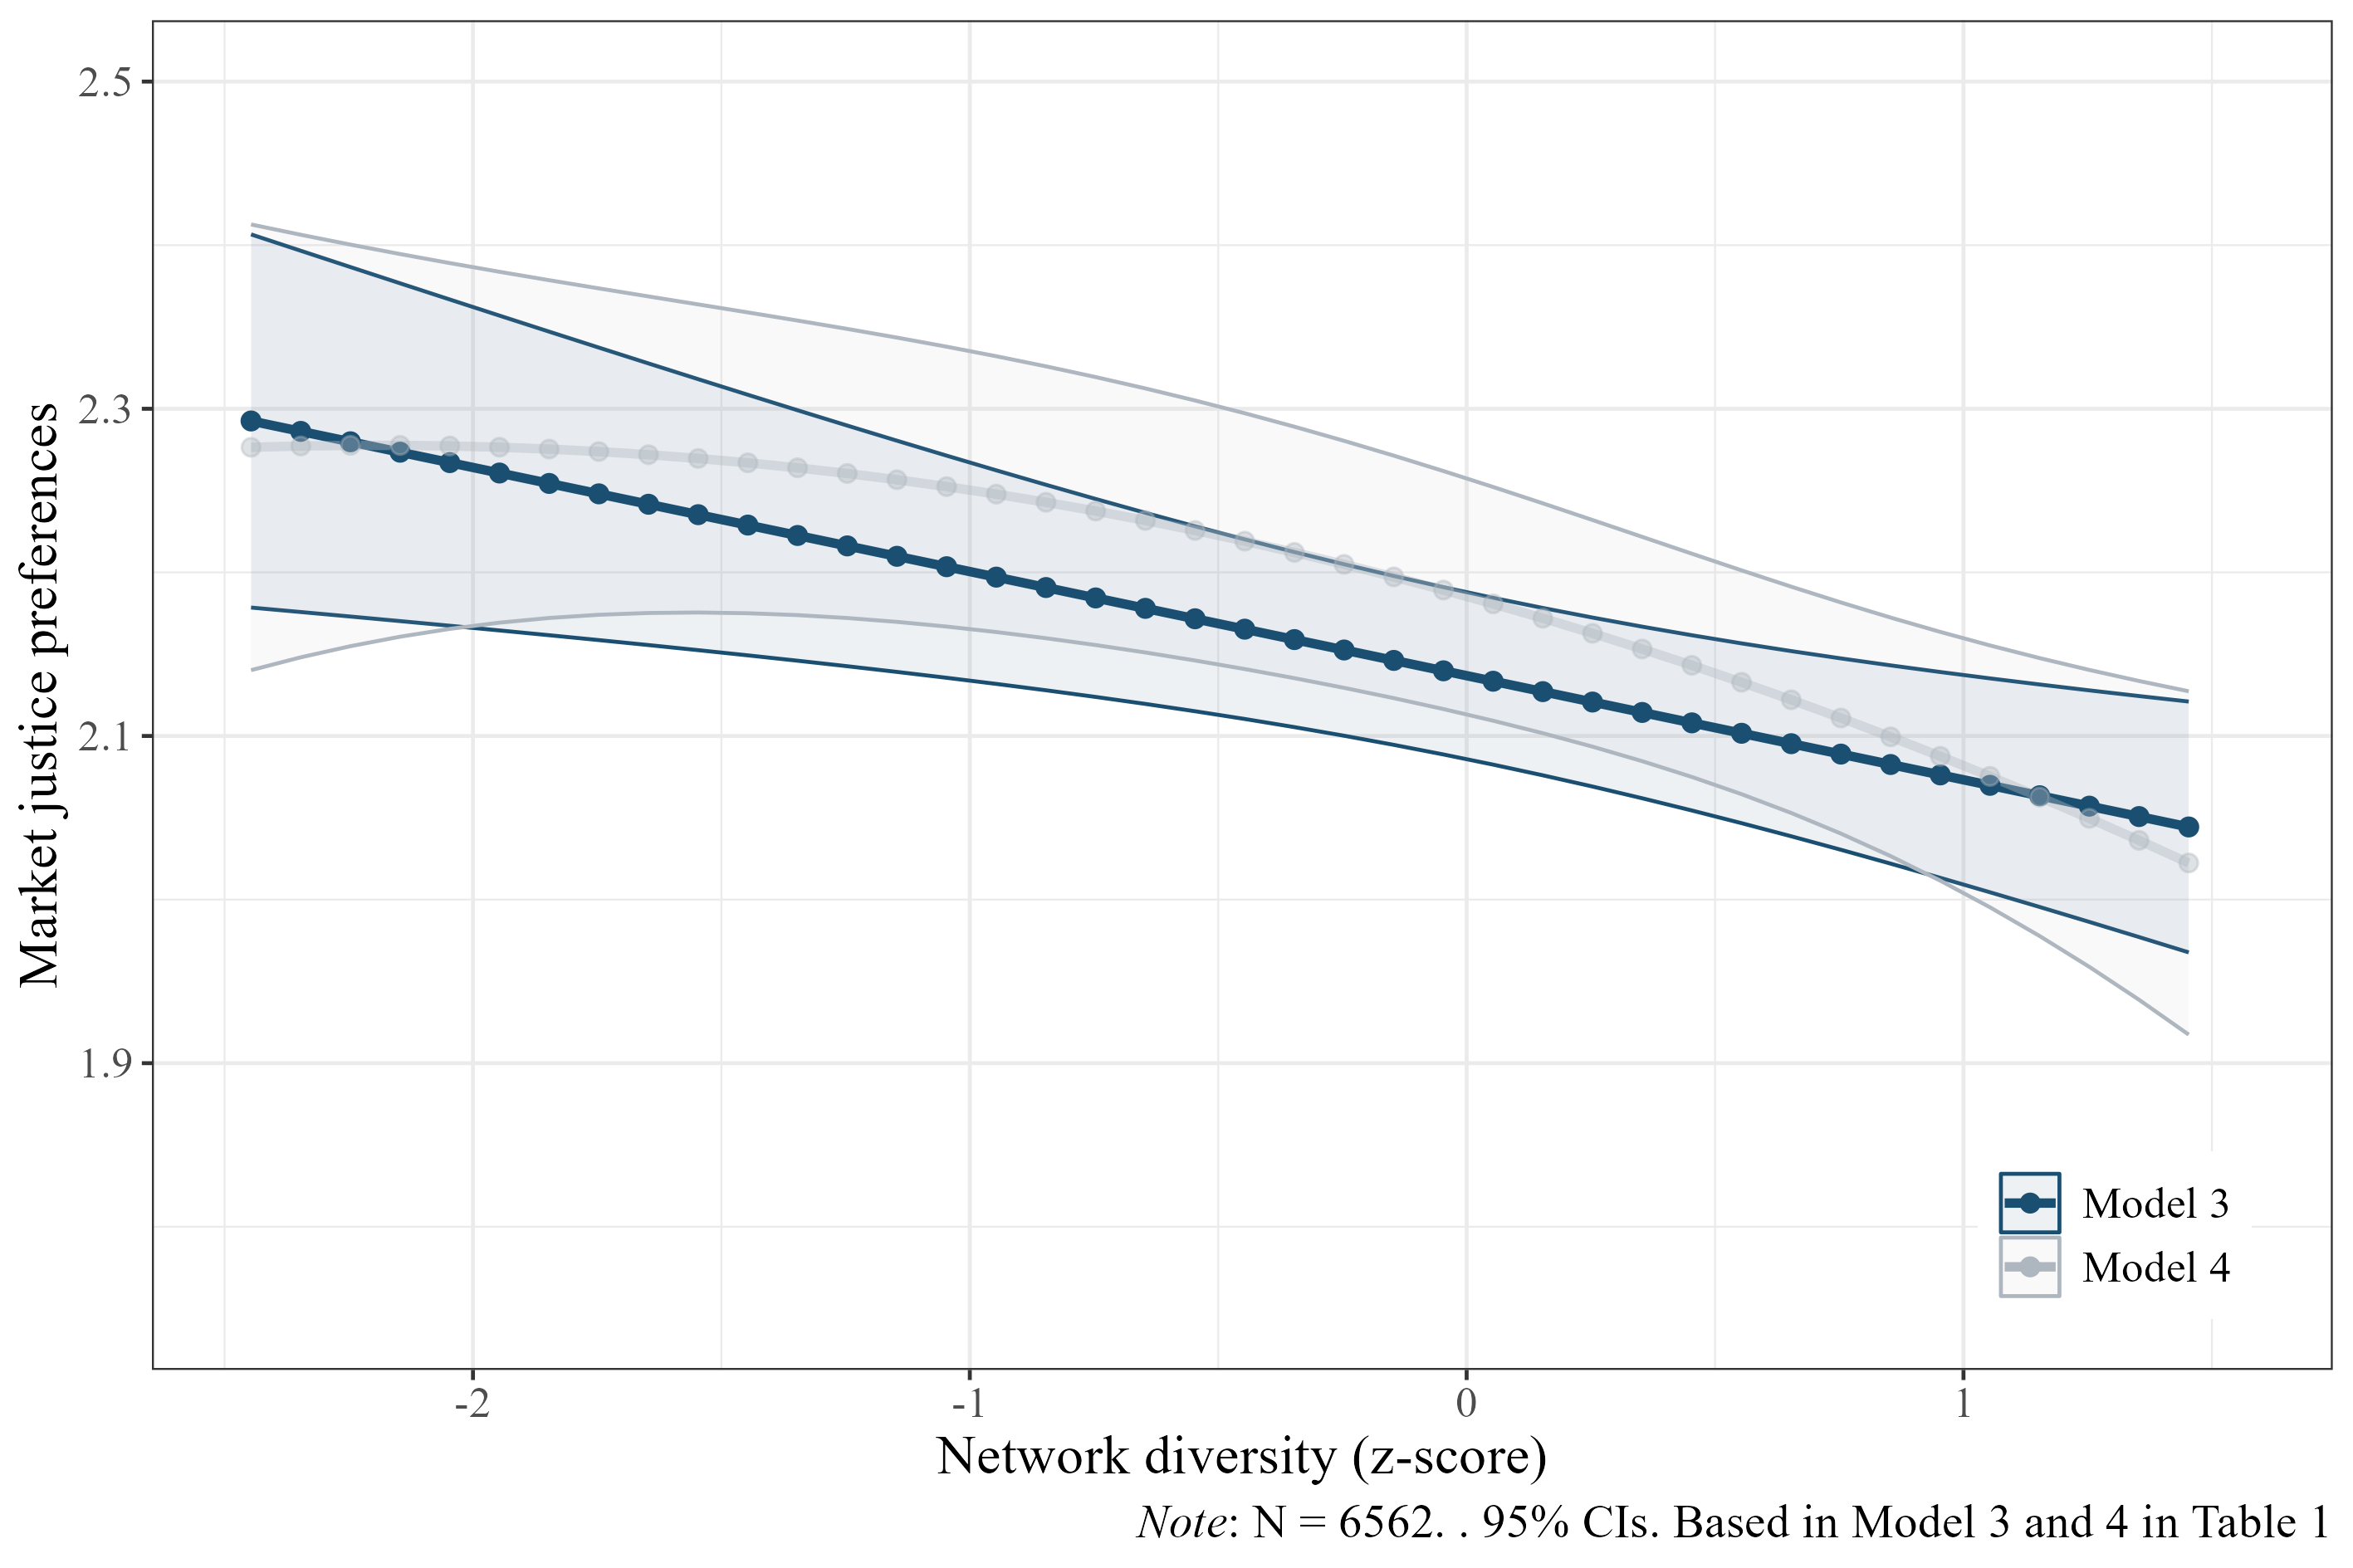 Market justice preferences
2.5
2.3
2.1
1.9
Model 3
Model 4
-2 -1 0 1
Network diversity (z-score)
Note: N = 6562. . 95% CIs. Based in Model 3 and 4 in Table 1